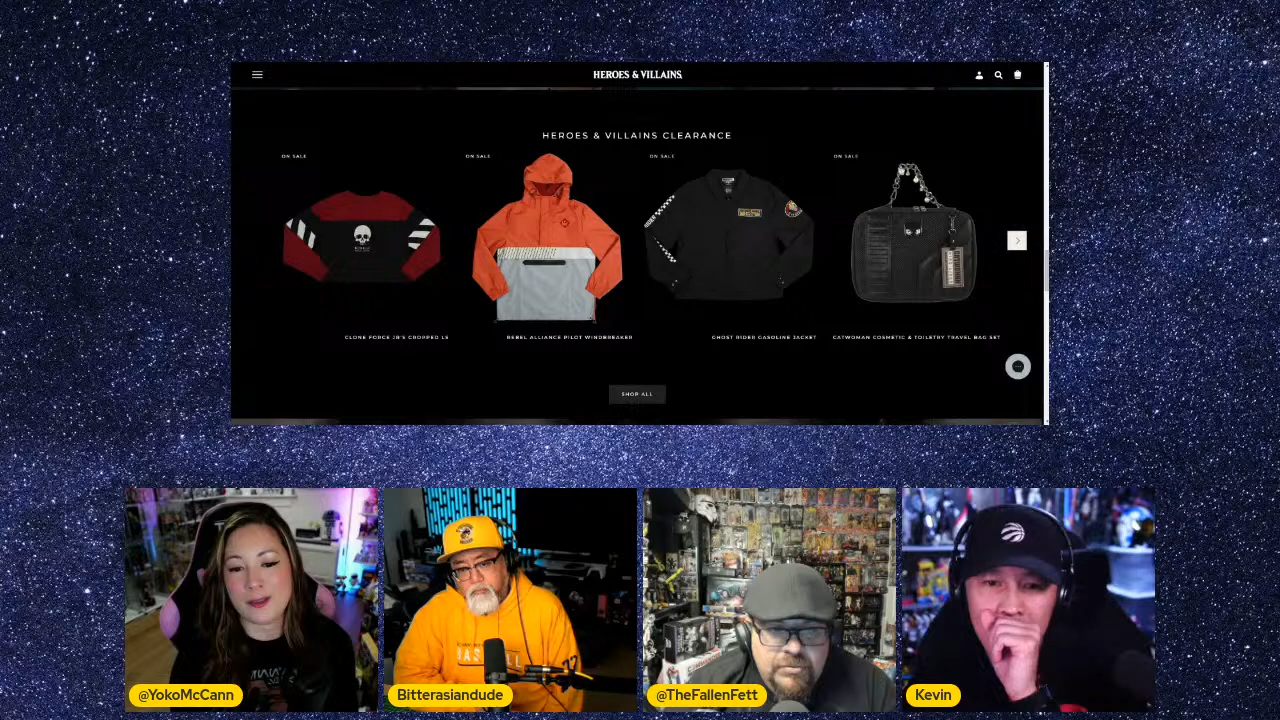 HEROES & VILLAINS
HEROES & VILLAINS CLEARANCE
ON SALE
ON SALE
ON SALE
ON SALE
CLONE FORCE JR'S CROPPED LS
REBEL ALLIANCE PILOT WINDBREAKER
GHOST RIDER GASOLINE JACKET
CATWOMAN COSMETIC & TOILETRY TRAVEL BAG SET
SHOP ALL
@YokoMcCann
Bitterasiandude
@TheFallenFett
Kevin